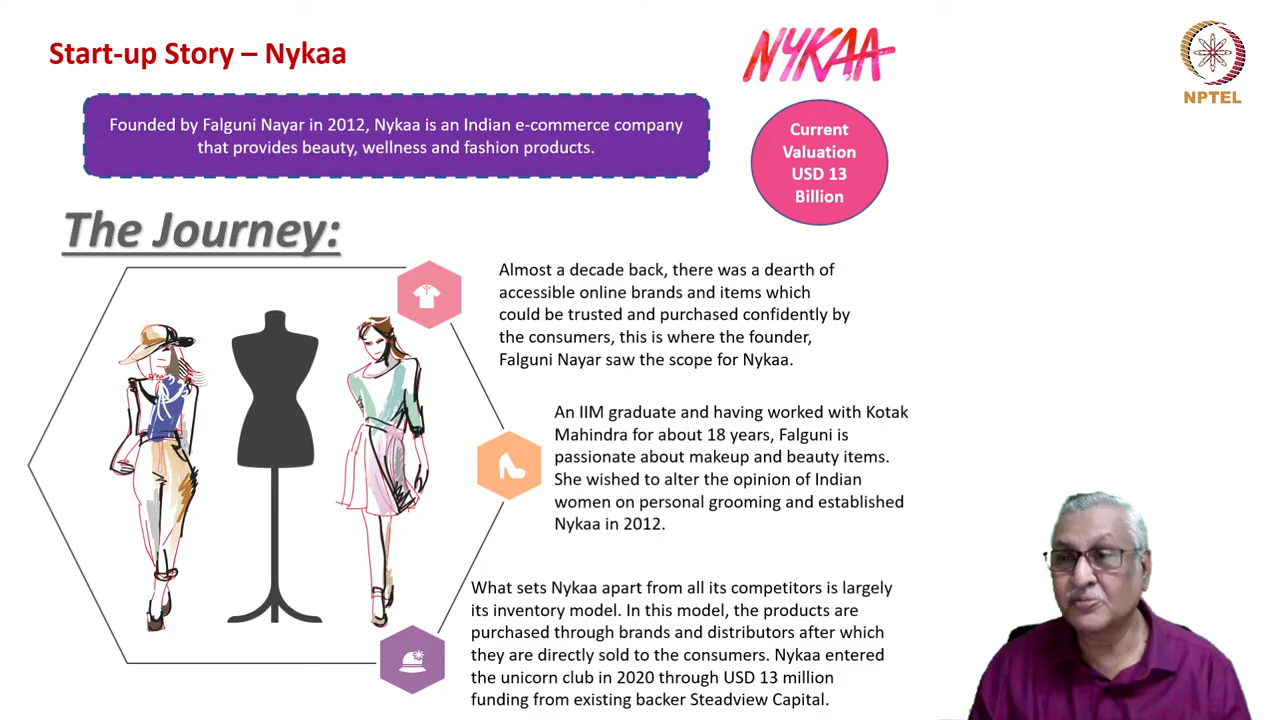 Start-up Story – Nykaa
NYKAA
NPTEL
Founded by Falguni Nayar in 2012, Nykaa is an Indian e-commerce company
that provides beauty, wellness and fashion products.
Current
Valuation
USD 13
Billion
The Journey:
Almost a decade back, there was a dearth of
accessible online brands and items which
could be trusted and purchased confidently by
the consumers, this is where the founder,
Falguni Nayar saw the scope for Nykaa.
An IIM graduate and having worked with Kotak
Mahindra for about 18 years, Falguni is
passionate about makeup and beauty items.
She wished to alter the opinion of Indian
women on personal grooming and established
Nykaa in 2012.
What sets Nykaa apart from all its competitors is largely
its inventory model. In this model, the products are
purchased through brands and distributors after which
they are directly sold to the consumers. Nykaa entered
the unicorn club in 2020 through USD 13 million
funding from existing backer Steadview Capital.